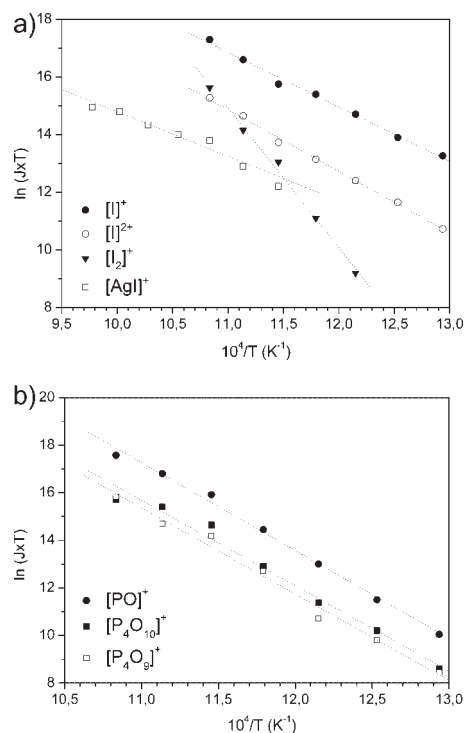 a)
18
16
14
12
10
8
ln (JxT)
[I]⁺
[I]²⁺
[I₂]⁺
[AgI]⁺
9,5 10,0 10,5 11,0 11,5 12,0 12,5 13,0
10⁴/T (K⁻¹)
b)
20
18
16
14
12
10
8
ln (JxT)
[PO]⁺
[P₄O₁₀]⁺
[P₄O₉]⁺
10,5 11,0 11,5 12,0 12,5 13,0
10⁴/T (K⁻¹)